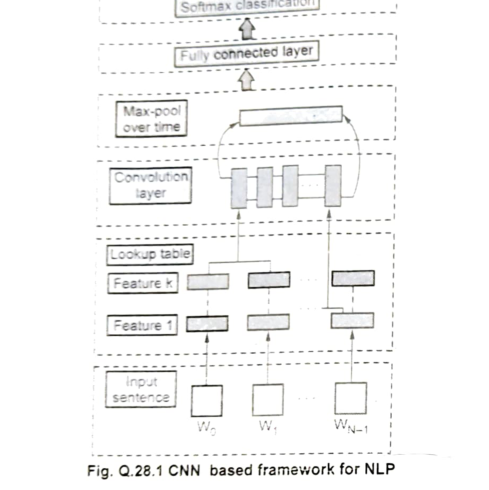 Softmax classification
Fully connected layer
Max-pool
over time
Convolution
layer
Lookup table
Feature k
Feature 1
Input
sentence
W0
W1
WN-1
Fig. Q.28.1 CNN based framework for NLP